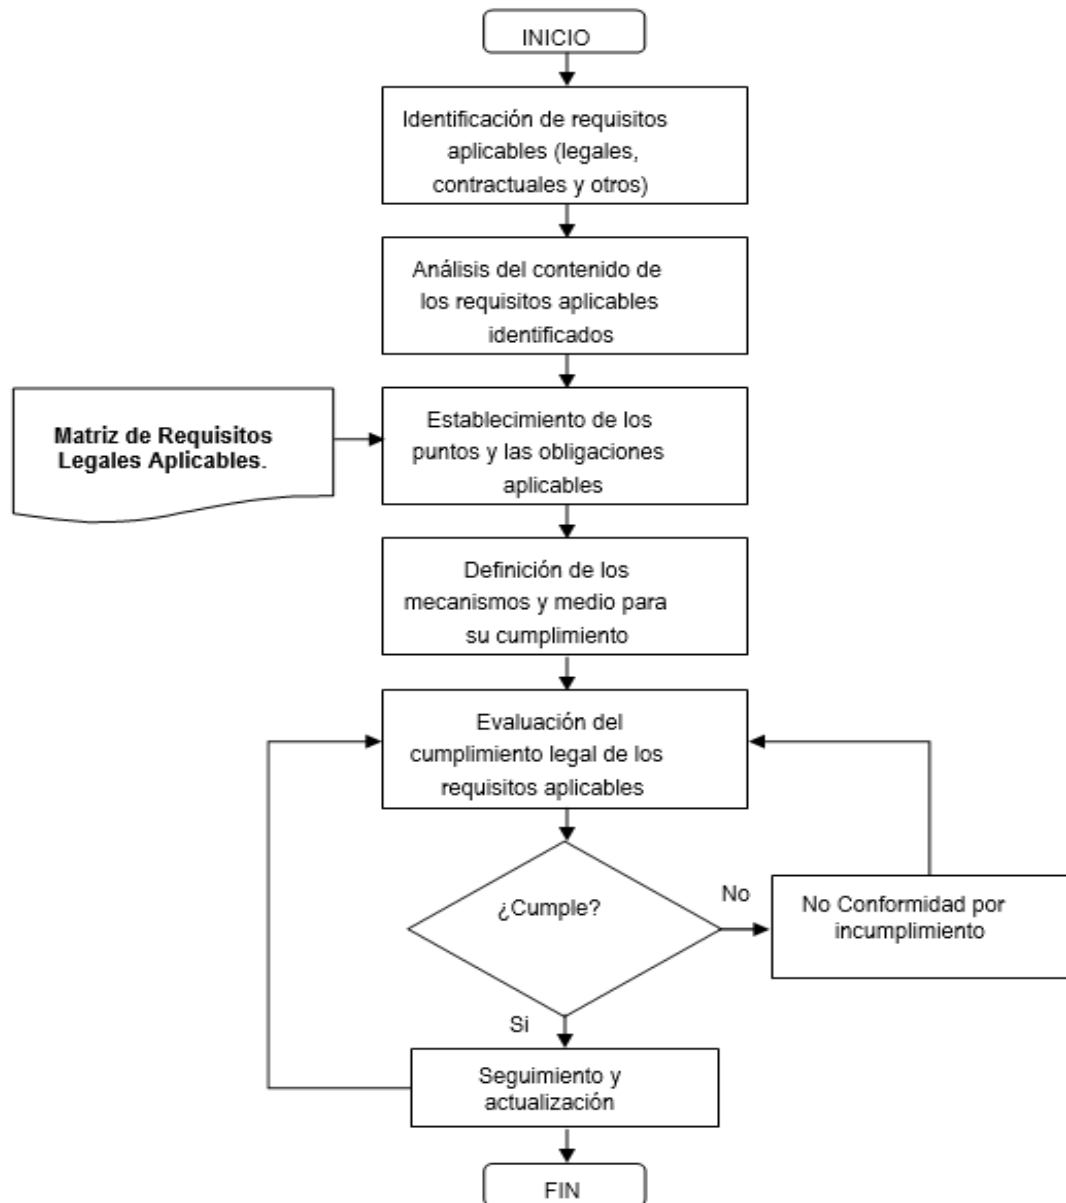 INICIO
Identificación de requisitos
aplicables (legales,
contractuales y otros)
Análisis del contenido de
los requisitos aplicables
identificados
Matriz de Requisitos
Legales Aplicables.
Establecimiento de los
puntos y las obligaciones
aplicables
Definición de los
mecanismos y medio para
su cumplimiento
Evaluación del
cumplimiento legal de los
requisitos aplicables
¿Cumple?
No
No Conformidad por
incumplimiento
Si
Seguimiento y
actualización
FIN